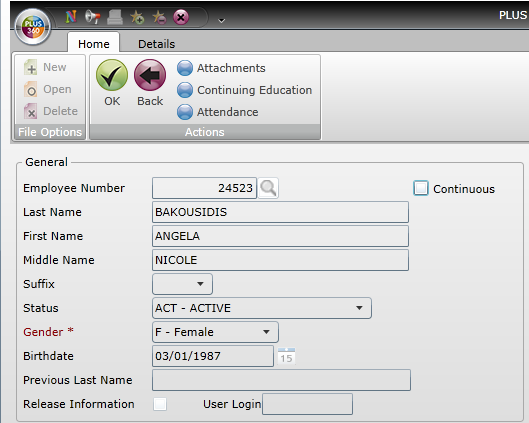 PLUS
PLUS 360
Home Details
New
Open
Delete
File Options
OK Back
Attachments
Continuing Education
Attendance
Actions
General
Employee Number 24523 Continuous
Last Name BAKOUSIDIS
First Name ANGELA
Middle Name NICOLE
Suffix
Status ACT - ACTIVE
Gender * F - Female
Birthdate 03/01/1987 15
Previous Last Name
Release Information User Login